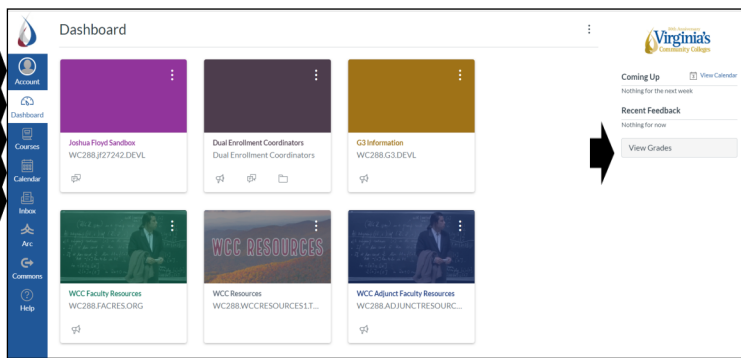 Dashboard
Virginia's
Community Colleges
Account
Dashboard
Courses
Calendar
Inbox
Arc
Commons
Help
Joshua Floyd Sandbox
WC288.jf27242.DEVL
Dual Enrollment Coordinators
Dual Enrollment Coordinators
G3 Information
WC288.G3.DEVL
WCC RESOURCES
WCC Faculty Resources
WC288.FACRES.ORG
WCC Resources
WC288.WCCRESOURCES1.T...
WCC Adjunct Faculty Resources
WC288.ADJUNCTRESOURC...
Coming Up
View Calendar
Nothing for the next week
Recent Feedback
Nothing for now
View Grades